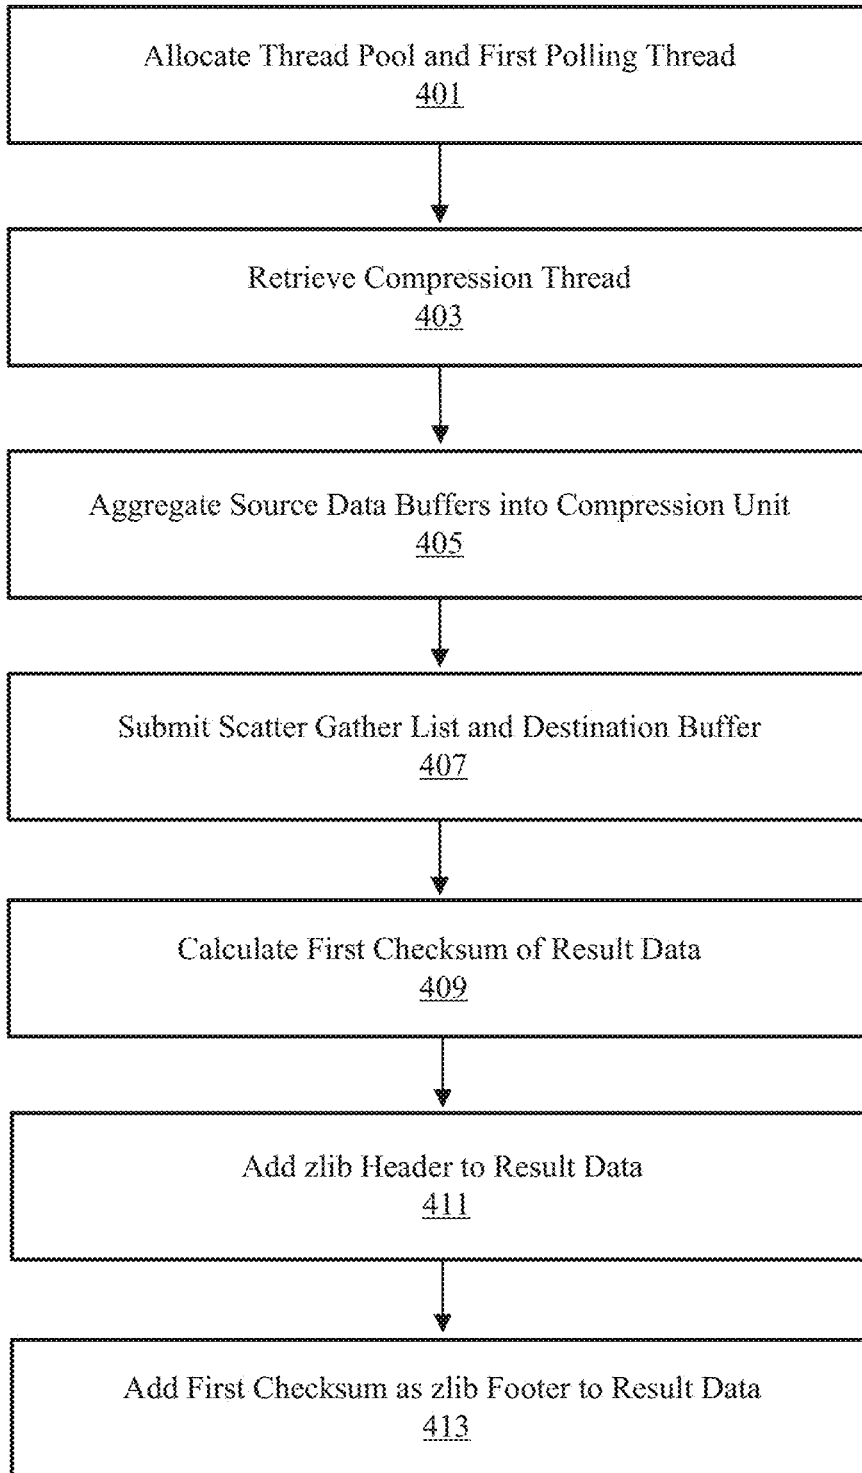 Allocate Thread Pool and First Polling Thread
401
Retrieve Compression Thread
403
Aggregate Source Data Buffers into Compression Unit
405
Submit Scatter Gather List and Destination Buffer
407
Calculate First Checksum of Result Data
409
Add zlib Header to Result Data
411
Add First Checksum as zlib Footer to Result Data
413